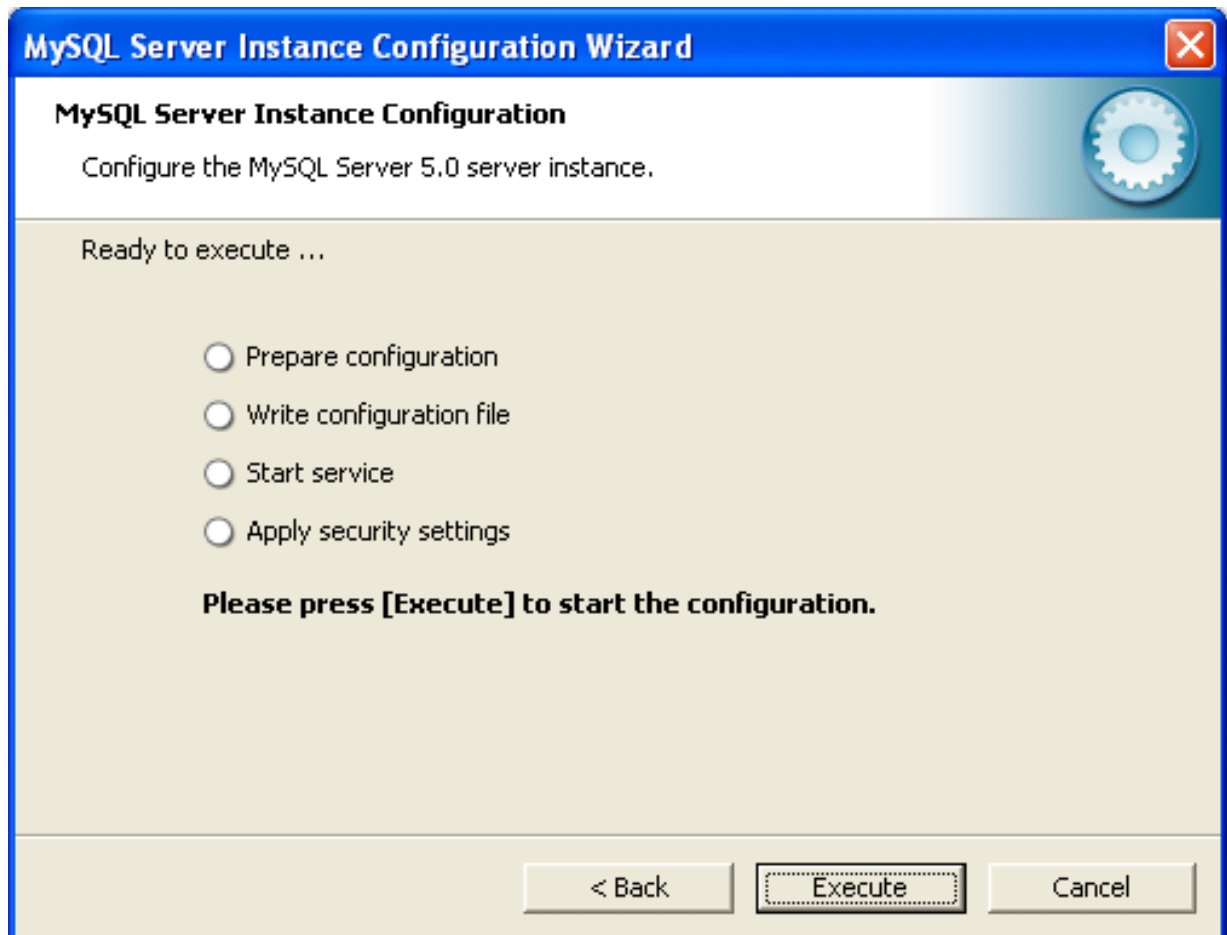 MySQL Server Instance Configuration Wizard
MySQL Server Instance Configuration
Configure the MySQL Server 5.0 server instance.
Ready to execute ...
Prepare configuration
Write configuration file
Start service
Apply security settings
Please press [Execute] to start the configuration.
< Back Execute Cancel